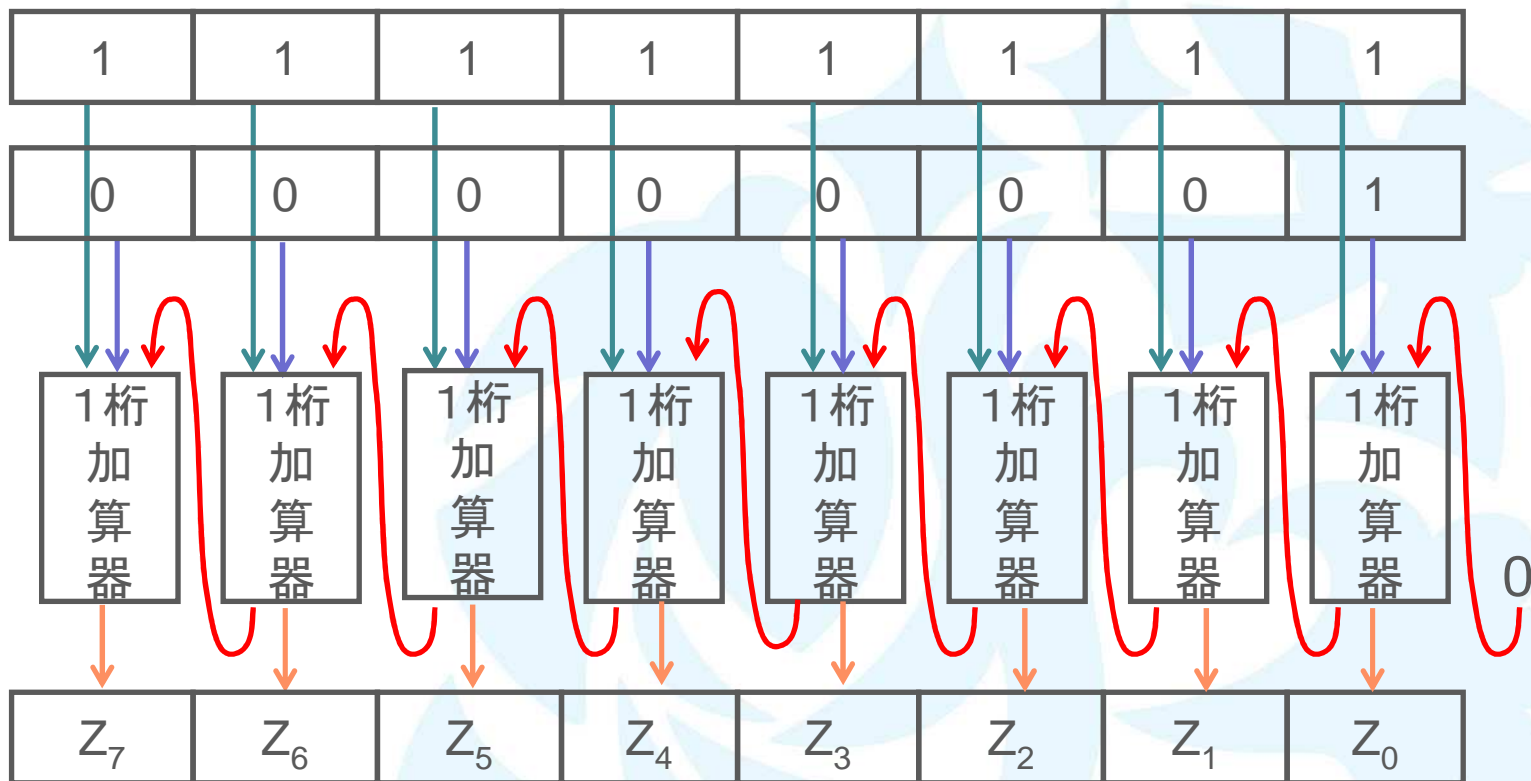 1 1 1 1 1 1 1 1
0 0 0 0 0 0 0 1
1桁 1桁 1桁 1桁 1桁 1桁 1桁 1桁
加 加 加 加 加 加 加 加
算 算 算 算 算 算 算 算
器 器 器 器 器 器 器 器 0
Z₇ Z₆ Z₅ Z₄ Z₃ Z₂ Z₁ Z₀